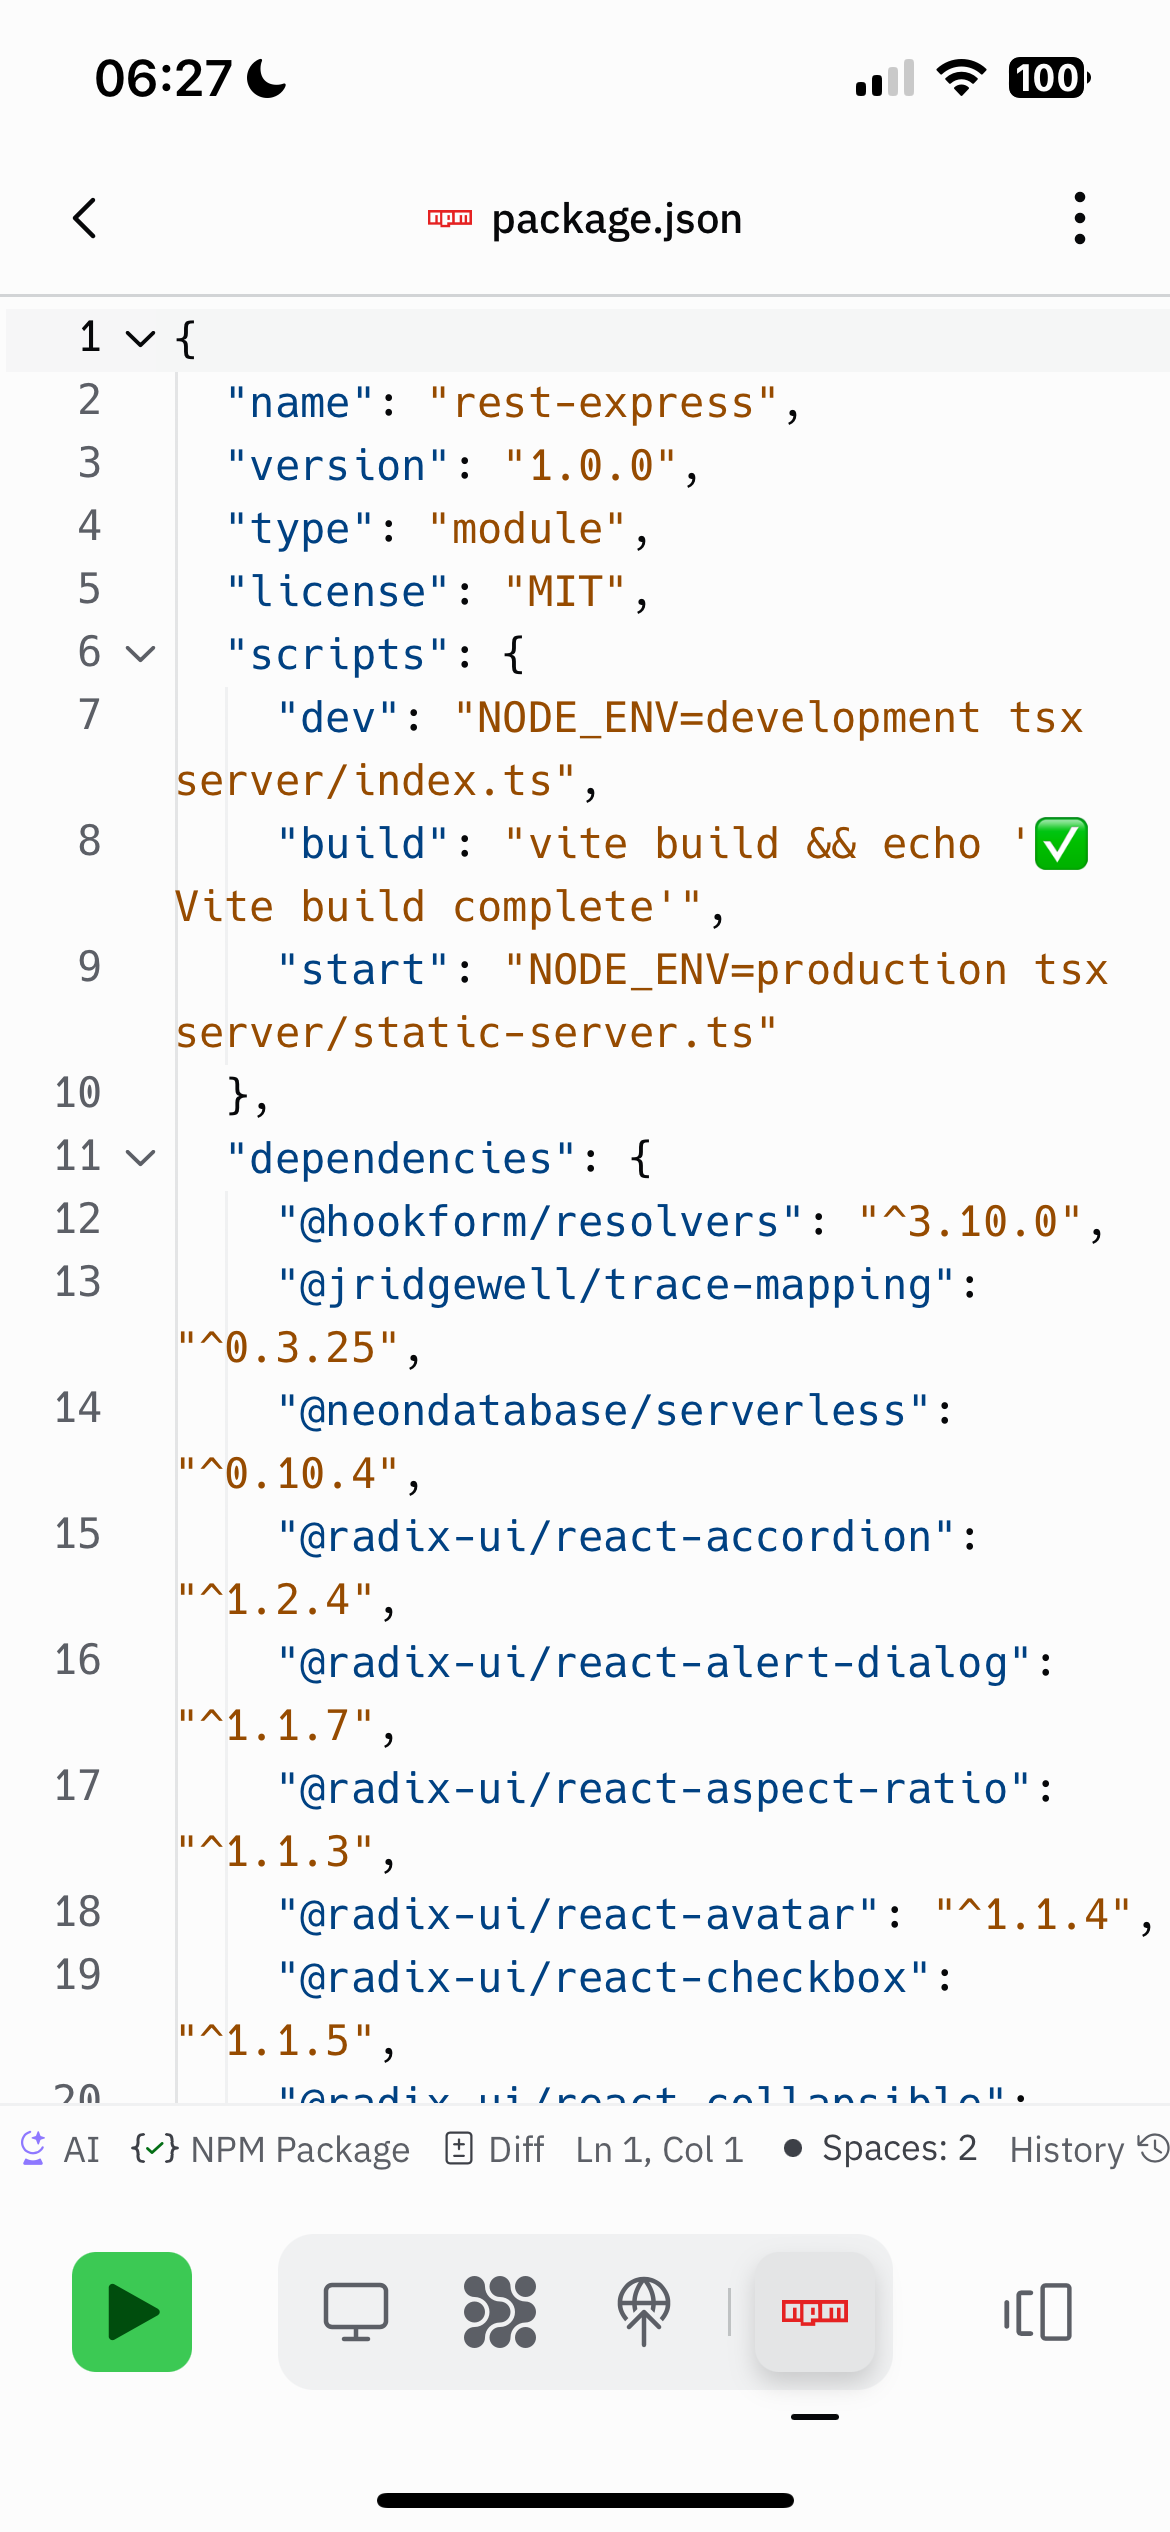 06:27
100
npm package.json
1 {
2 "name": "rest-express",
3 "version": "1.0.0",
4 "type": "module",
5 "license": "MIT",
6 "scripts": {
7 "dev": "NODE_ENV=development tsx
server/index.ts",
8 "build": "vite build && echo '✅
Vite build complete'",
9 "start": "NODE_ENV=production tsx
server/static-server.ts"
10 },
11 "dependencies": {
12 "@hookform/resolvers": "^3.10.0",
13 "@jridgewell/trace-mapping":
"^0.3.25",
14 "@neondatabase/serverless":
"^0.10.4",
15 "@radix-ui/react-accordion":
"^1.2.4",
16 "@radix-ui/react-alert-dialog":
"^1.1.7",
17 "@radix-ui/react-aspect-ratio":
"^1.1.3",
18 "@radix-ui/react-avatar": "^1.1.4",
19 "@radix-ui/react-checkbox":
"^1.1.5",
20 "@radix-ui/react-collapsible":
AI {✓} NPM Package Diff Ln 1, Col 1 • Spaces: 2 History
npm